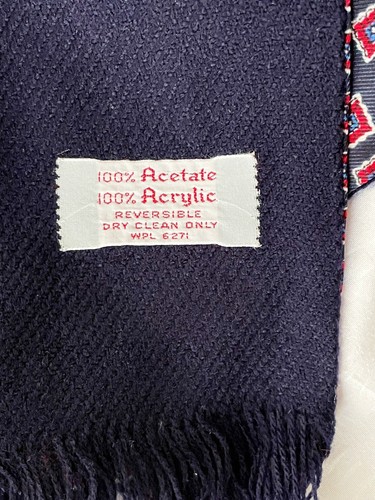 100% Acetate
100% Acrylic
REVERSIBLE
DRY CLEAN ONLY
WPL 6271